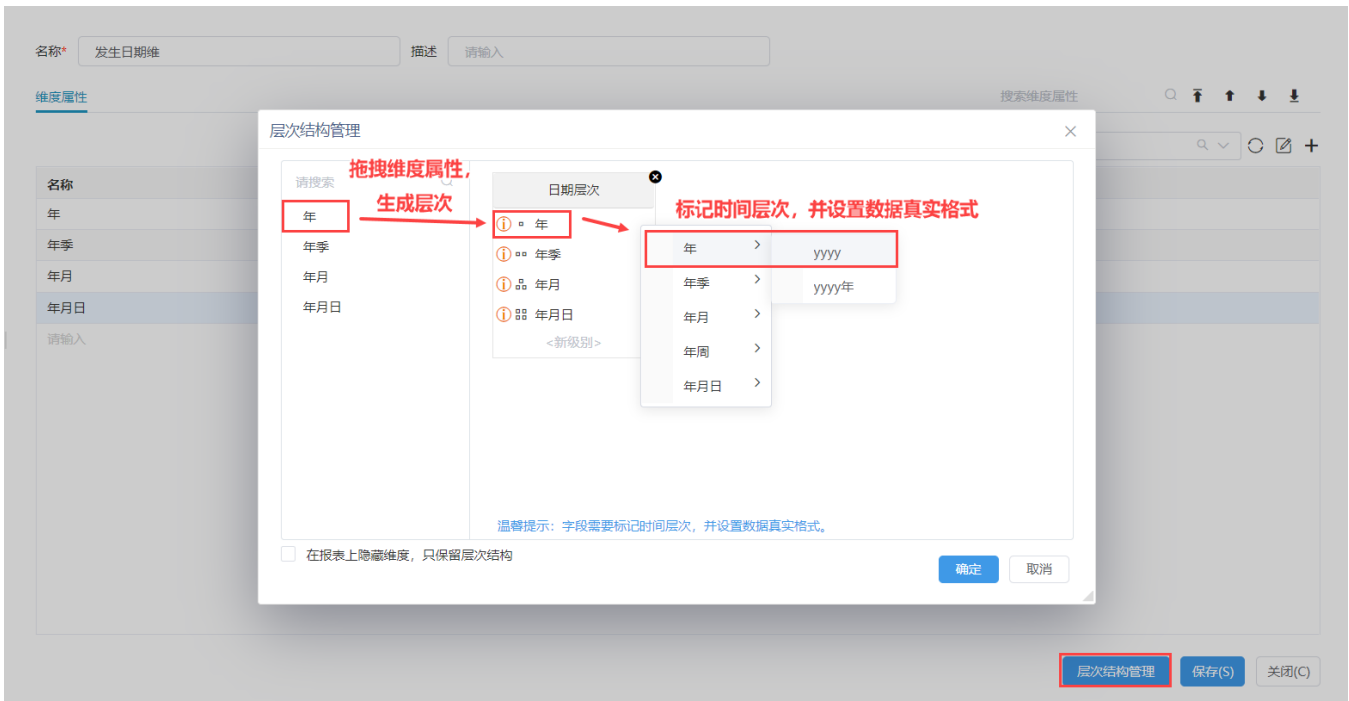 名称* 发生日期维 描述 请输入
维度属性 搜索维度属性
层次结构管理
名称
年
年季
年月
年月日
请输入
请搜索
拖拽维度属性,
生成层次
年
年季
年月
年月日
日期层次
标记时间层次，并设置数据真实格式
年
年季
年月
年月日
<新级别>
年
年季
年月
年周
年月日
yyyy
yyyy年
温馨提示：字段需要标记时间层次，并设置数据真实格式。
在报表上隐藏维度，只保留层次结构
确定 取消
层次结构管理 保存(S) 关闭(C)